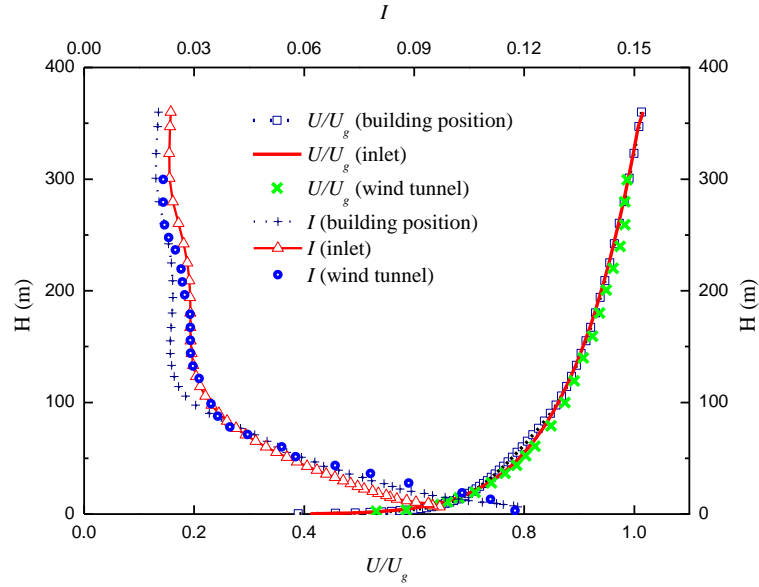 I
0.00 0.03 0.06 0.09 0.12 0.15
400 400
U/Ug (building position)
U/Ug (inlet)
300 U/Ug (wind tunnel) 300
I (building position)
I (inlet)
I (wind tunnel)
H (m) H (m)
200 200
100 100
0 0
0.0 0.2 0.4 0.6 0.8 1.0
U/Ug